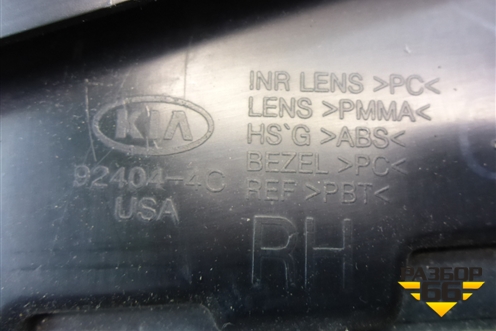 KIA
92404-4C
USA
INR LENS >PC<
LENS >PMMA<
HS'G >ABS<
BEZEL >PC<
REF >PBT<
RH
РАЗБОР
66